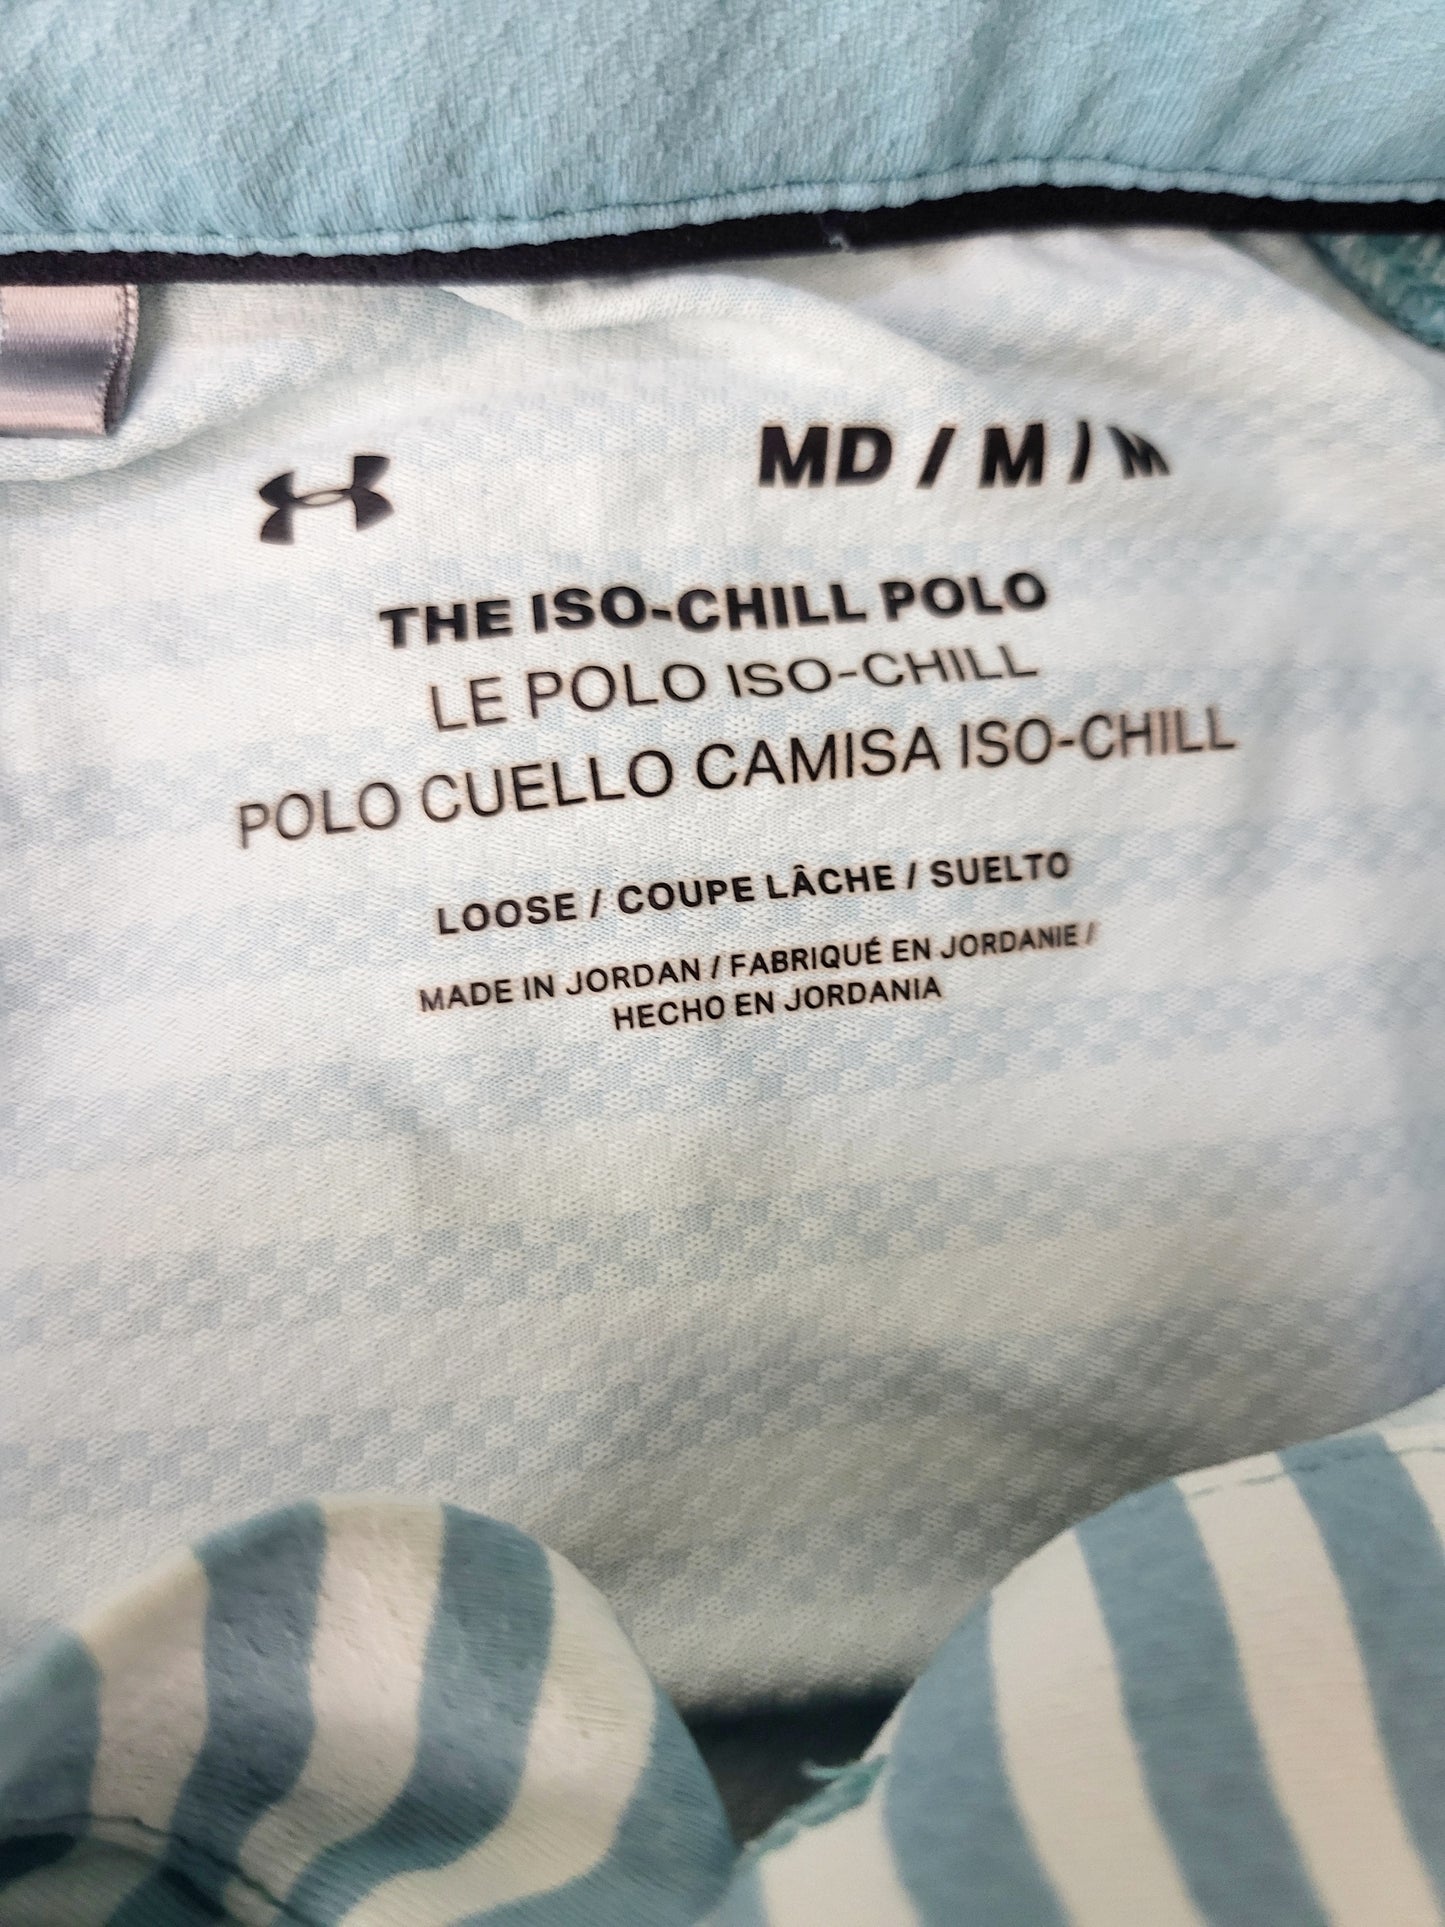 MD / M / M
THE ISO-CHILL POLO
LE POLO ISO-CHILL
POLO CUELLO CAMISA ISO-CHILL
LOOSE / COUPE LÂCHE / SUELTO
MADE IN JORDAN / FABRIQUÉ EN JORDANIE /
HECHO EN JORDANIA